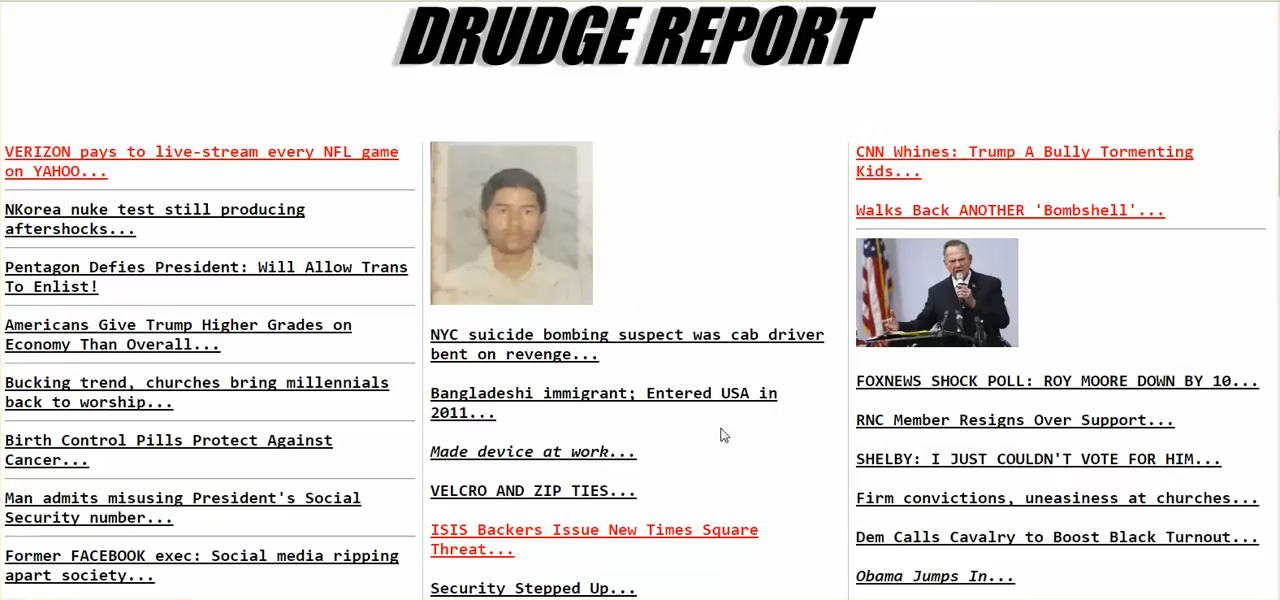 DRUDGE REPORT
VERIZON pays to live-stream every NFL game
on YAHOO...
NKorea nuke test still producing
aftershocks...
Pentagon Defies President: Will Allow Trans
To Enlist!
Americans Give Trump Higher Grades on
Economy Than Overall...
Bucking trend, churches bring millennials
back to worship...
Birth Control Pills Protect Against
Cancer...
Man admits misusing President's Social
Security number...
Former FACEBOOK exec: Social media ripping
apart society...
NYC suicide bombing suspect was cab driver
bent on revenge...
Bangladeshi immigrant; Entered USA in
2011...
Made device at work...
VELCRO AND ZIP TIES...
ISIS Backers Issue New Times Square
Threat...
Security Stepped Up...
CNN Whines: Trump A Bully Tormenting
Kids...
Walks Back ANOTHER 'Bombshell'...
FOXNEWS SHOCK POLL: ROY MOORE DOWN BY 10...
RNC Member Resigns Over Support...
SHELBY: I JUST COULDN'T VOTE FOR HIM...
Firm convictions, uneasiness at churches...
Dem Calls Cavalry to Boost Black Turnout...
Obama Jumps In...